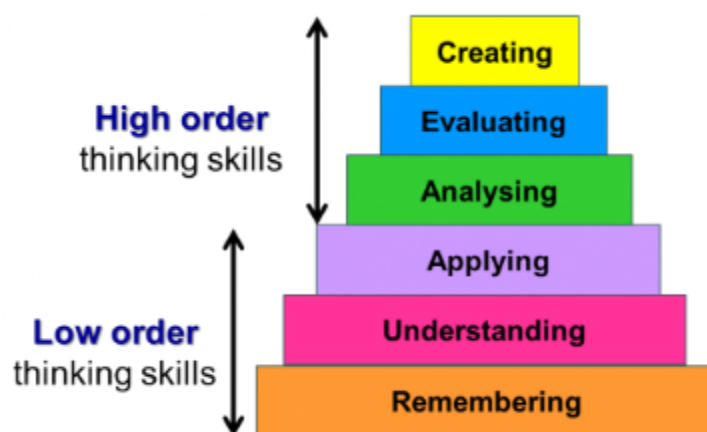 Creating
Evaluating
High order
thinking skills
Analysing
Applying
Understanding
Low order
thinking skills
Remembering